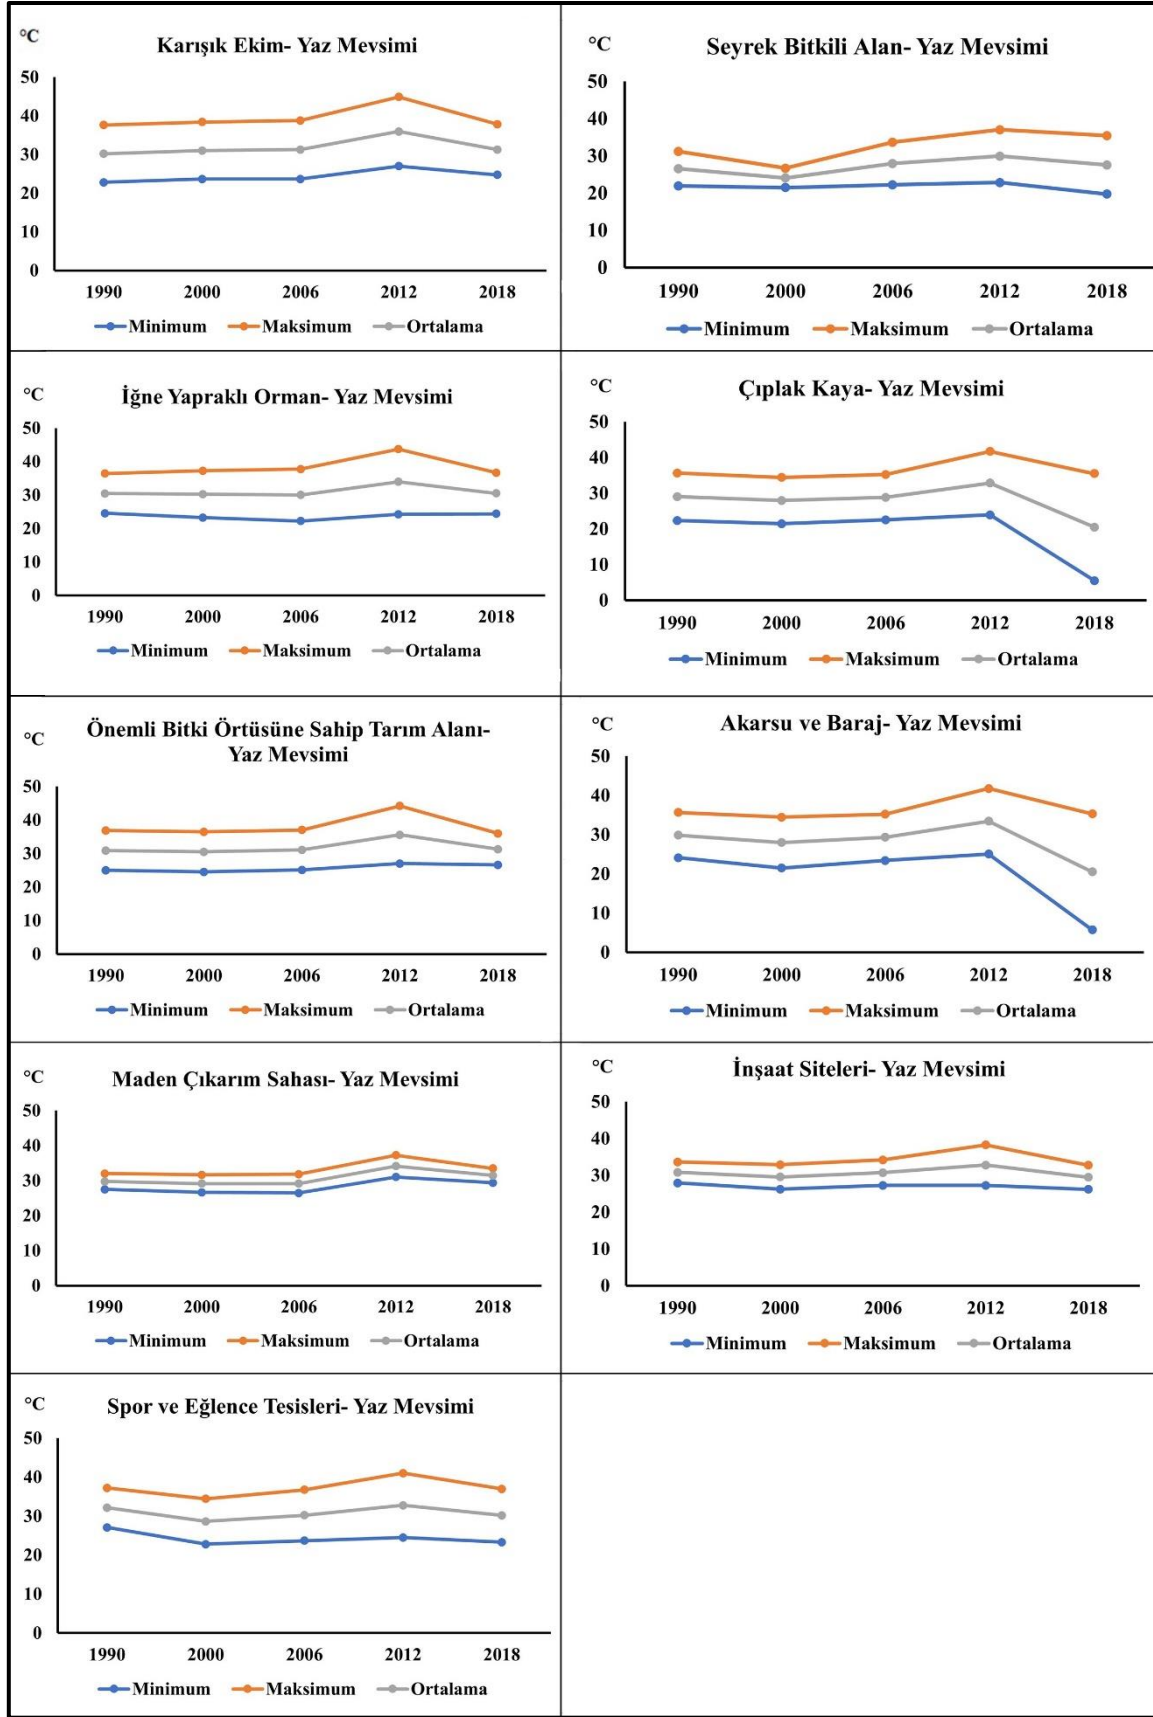 °C
Karışık Ekim- Yaz Mevsimi
50
40
30
20
10
0
1990 2000 2006 2012 2018
Minimum Maksimum Ortalama
°C
Seyrek Bitkili Alan- Yaz Mevsimi
50
40
30
20
10
0
1990 2000 2006 2012 2018
Minimum Maksimum Ortalama
°C
İğne Yapraklı Orman- Yaz Mevsimi
50
40
30
20
10
0
1990 2000 2006 2012 2018
Minimum Maksimum Ortalama
°C
Çıplak Kaya- Yaz Mevsimi
50
40
30
20
10
0
1990 2000 2006 2012 2018
Minimum Maksimum Ortalama
°C
Önemli Bitki Örtüsüne Sahip Tarım Alanı-
Yaz Mevsimi
50
40
30
20
10
0
1990 2000 2006 2012 2018
Minimum Maksimum Ortalama
°C
Akarsu ve Baraj- Yaz Mevsimi
50
40
30
20
10
0
1990 2000 2006 2012 2018
Minimum Maksimum Ortalama
°C
Maden Çıkarım Sahası- Yaz Mevsimi
50
40
30
20
10
0
1990 2000 2006 2012 2018
Minimum Maksimum Ortalama
°C
İnşaat Siteleri- Yaz Mevsimi
50
40
30
20
10
0
1990 2000 2006 2012 2018
Minimum Maksimum Ortalama
°C
Spor ve Eğlence Tesisleri- Yaz Mevsimi
50
40
30
20
10
0
1990 2000 2006 2012 2018
Minimum Maksimum Ortalama